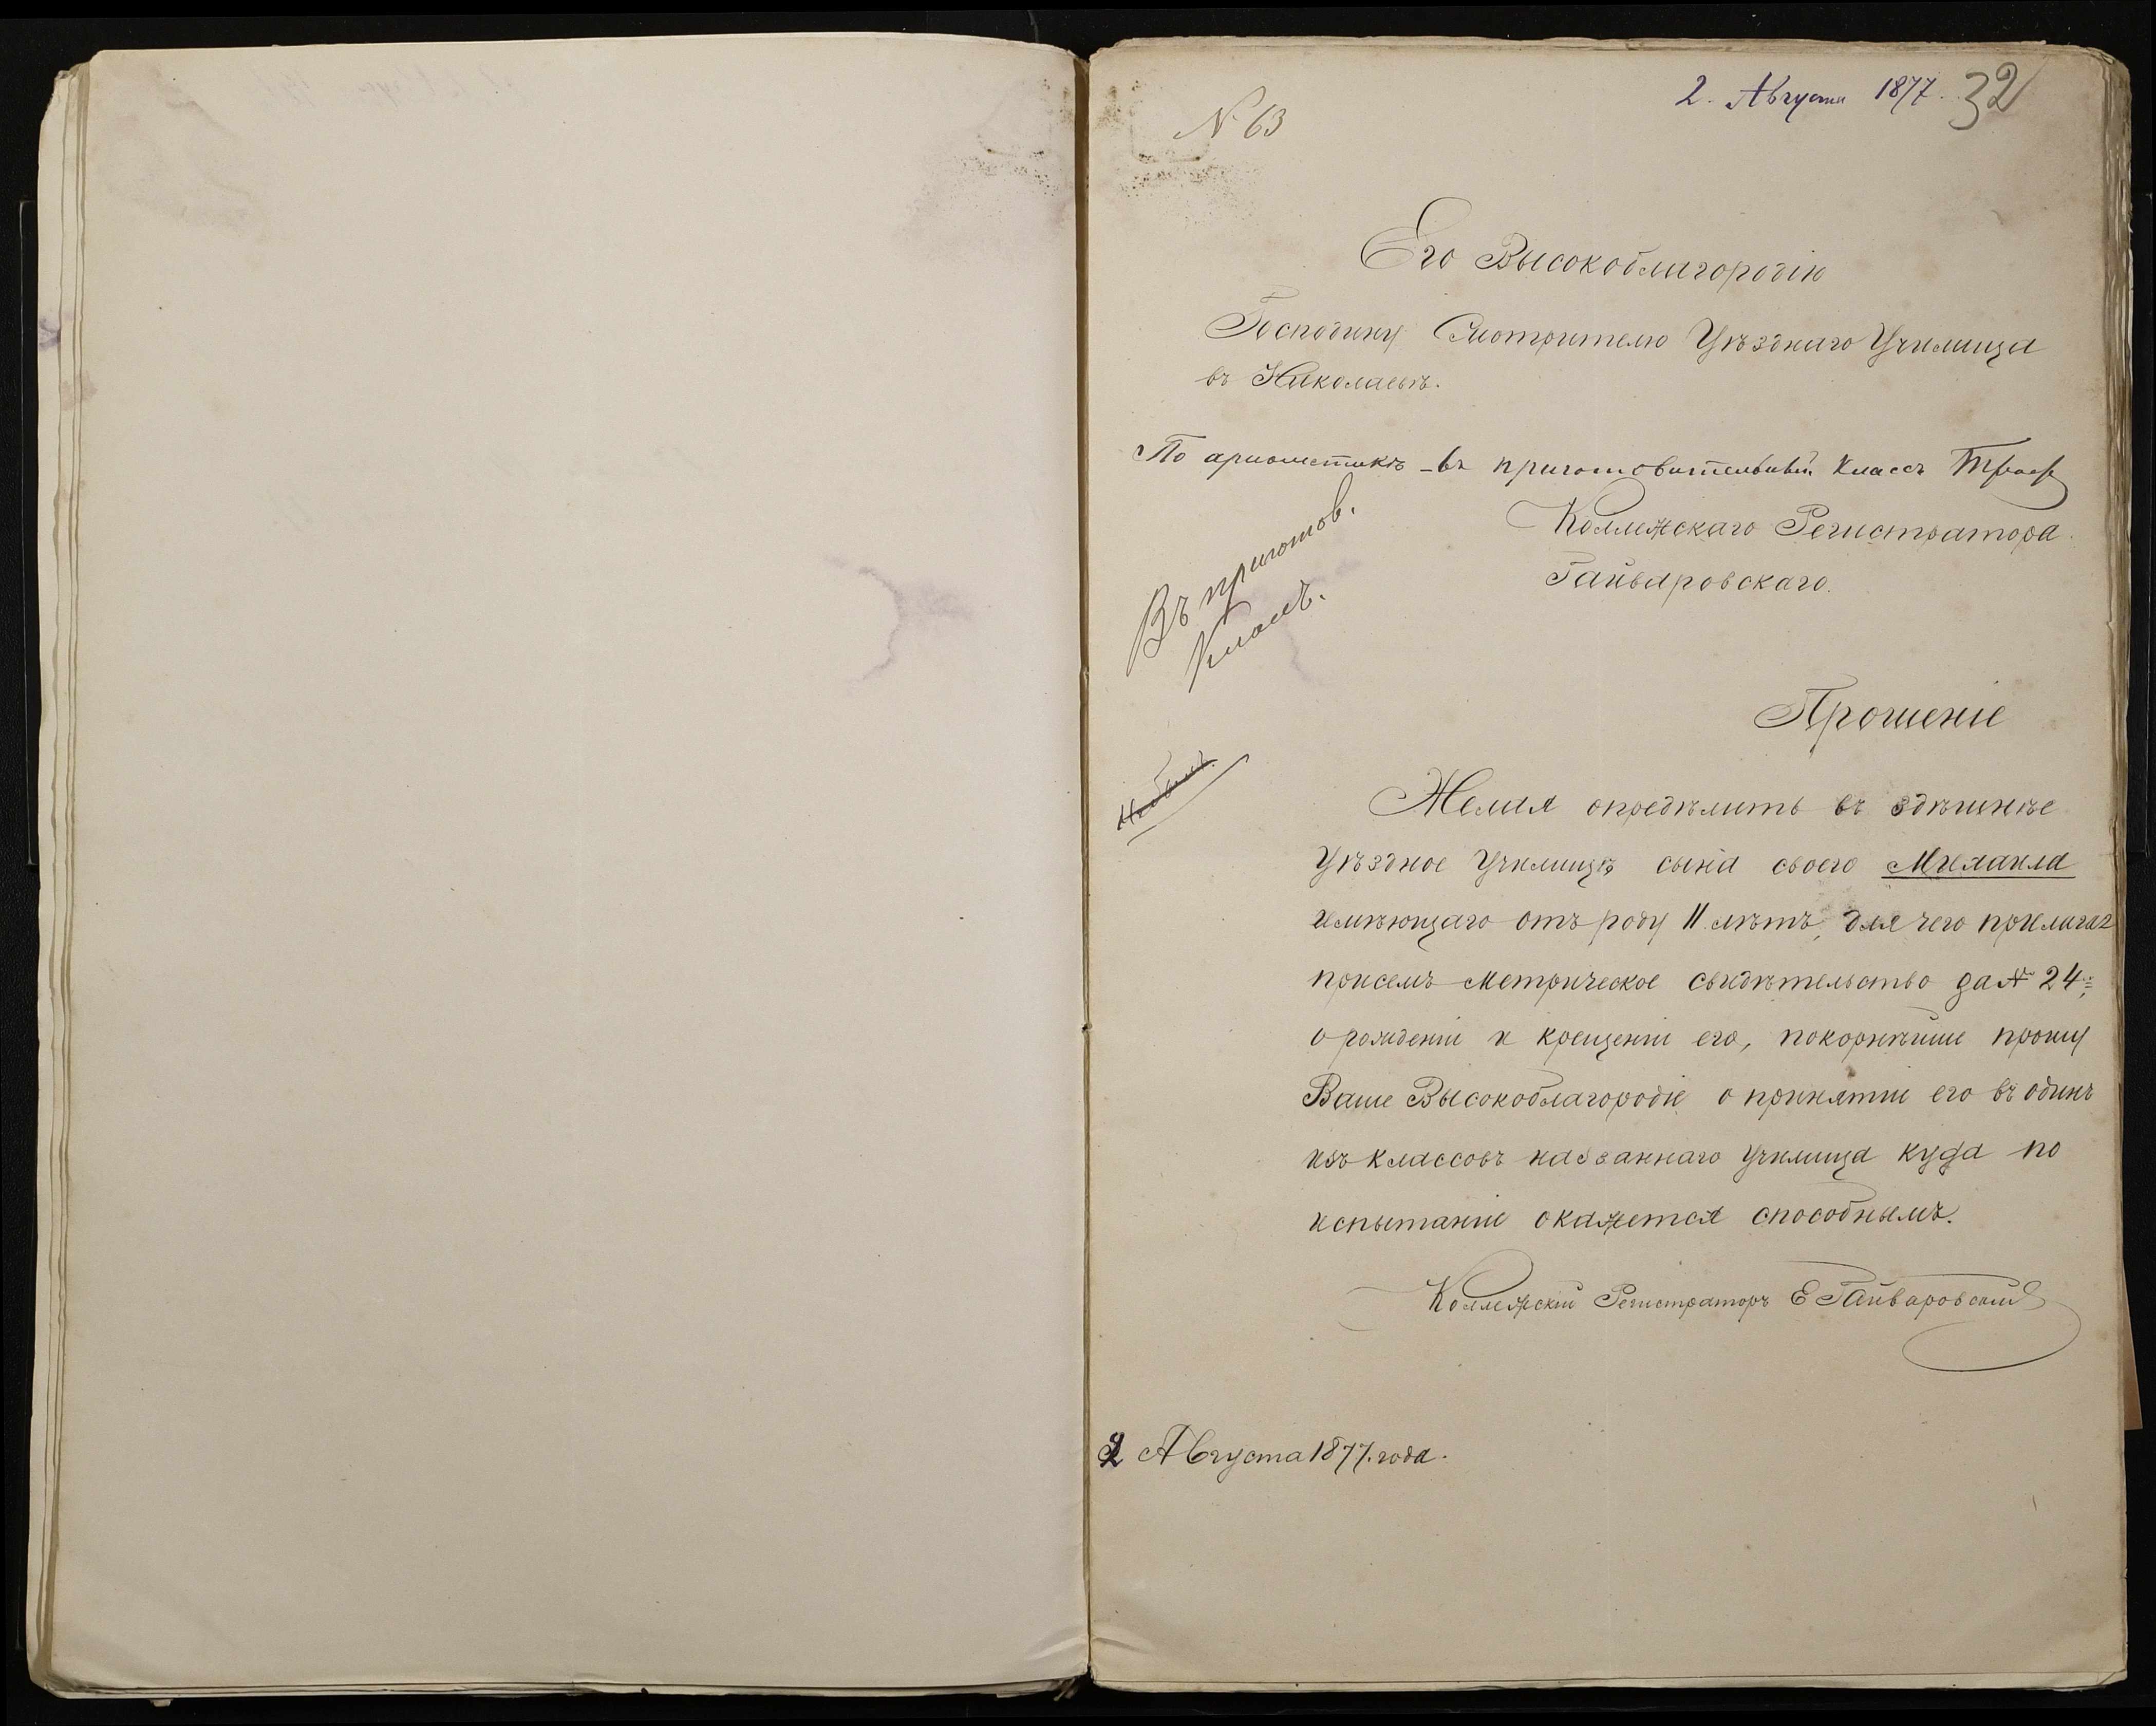 № 63
2. Августа 1877. 32
Его Высокоблагородію
Господину Смотрителю Уѣзднаго Училища
въ Николаевѣ.
По ариѳметикѣ - въ приготовительный классъ
Коллежскаго Регистратора
Гайваровскаго.
Въ приготов.
классъ.
Прошеніе
Желая опредѣлить въ здѣшнѣе
Уѣздное Училищѣ сына своего Михаила
имѣющаго отъ роду 11 лѣтъ, для чего прилагая
присемъ Метрическое свидѣтельство за № 24,
о рожденіи и крещеніи его, покорнѣйше прошу
Ваше Высокоблагородіе о принятіи его въ одинъ
изъ классовъ названнаго Училища куда по
испытаніи окажется способнымъ.
Коллежскій Регистраторъ Е Гайваровскій
2 Августа 1877. года.